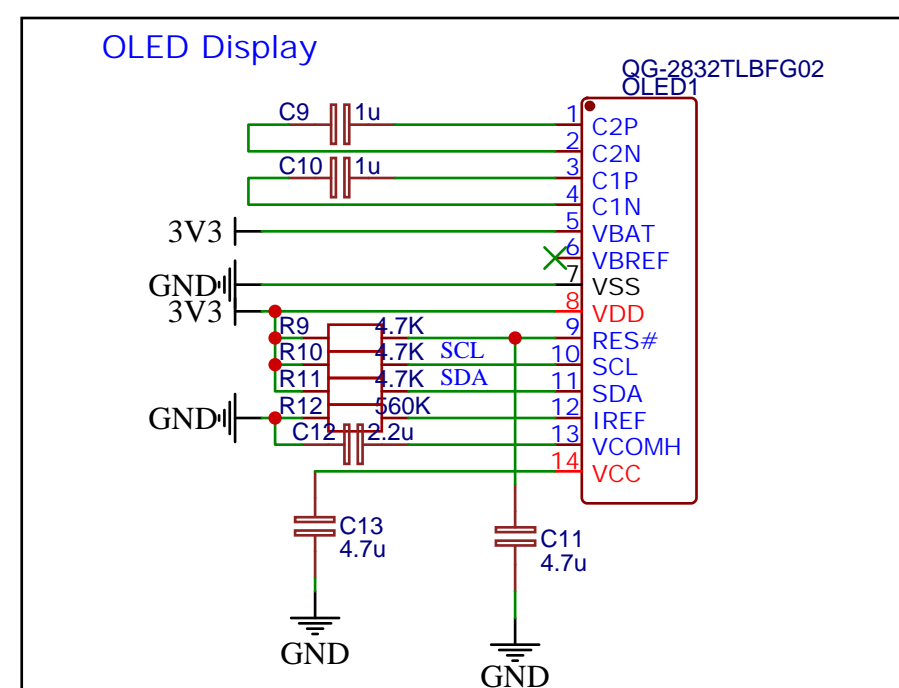 OLED Display
QG-2832TLBFG02
OLED1
C9 1u 1 C2P
2 C2N
C10 1u 3 C1P
4 C1N
3V3 5 VBAT
6 VBREF
GND 7 VSS
3V3 8 VDD
R9 4.7K 9 RES#
R10 4.7K SCL 10 SCL
R11 4.7K SDA 11 SDA
GND R12 560K 12 IREF
C12 2.2u 13 VCOMH
14 VCC
C13
4.7u
C11
4.7u
GND
GND